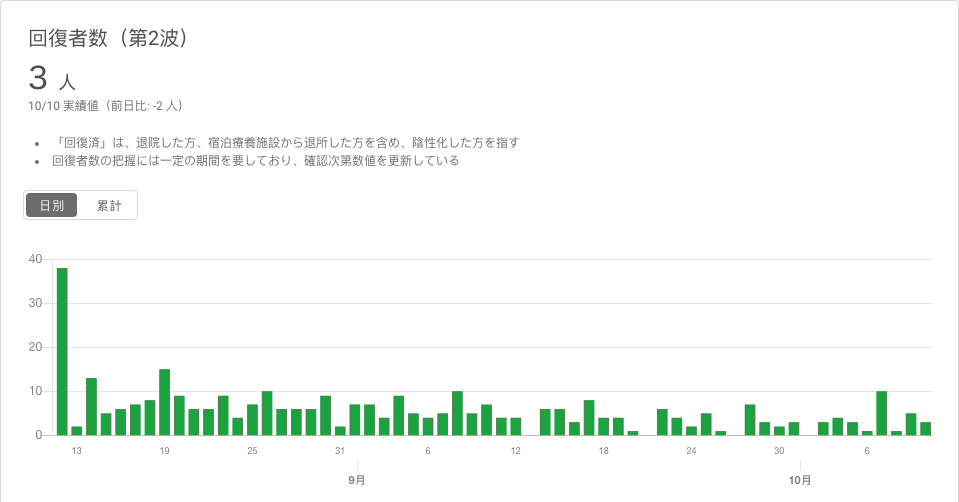 回復者数（第2波）
3 人
10/10 実績値（前日比: -2 人）
• 「回復済」は、退院した方、宿泊療養施設から退所した方を含め、陰性化した方を指す
• 回復者数の把握には一定の期間を要しており、確認次第数値を更新している
日別 累計
40
30
20
10
0
13 19 25 31 6 12 18 24 30 6
9月 10月